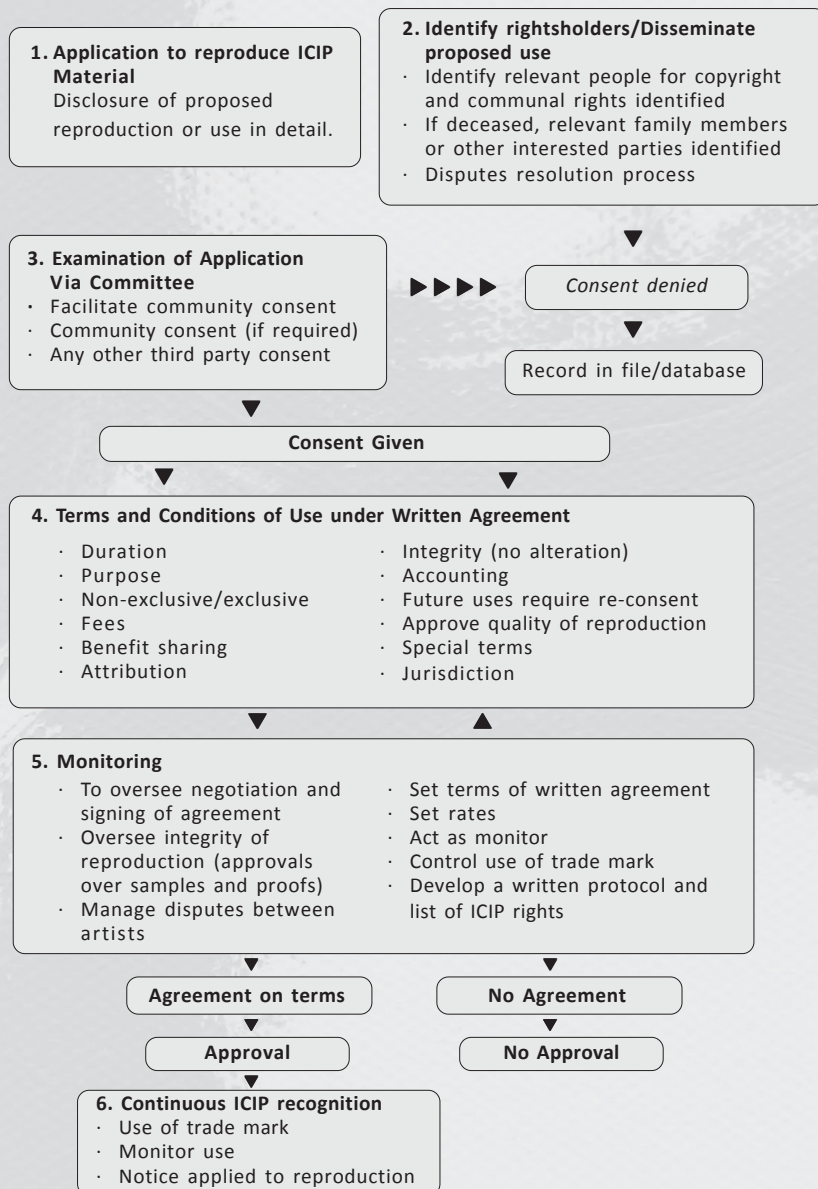 1. Application to reproduce ICIP
Material
Disclosure of proposed
reproduction or use in detail.
2. Identify rightsholders/Disseminate
proposed use
· Identify relevant people for copyright
and communal rights identified
· If deceased, relevant family members
or other interested parties identified
· Disputes resolution process
3. Examination of Application
Via Committee
· Facilitate community consent
· Community consent (if required)
· Any other third party consent
Consent denied
Record in file/database
Consent Given
4. Terms and Conditions of Use under Written Agreement
· Duration
· Purpose
· Non-exclusive/exclusive
· Fees
· Benefit sharing
· Attribution
· Integrity (no alteration)
· Accounting
· Future uses require re-consent
· Approve quality of reproduction
· Special terms
· Jurisdiction
5. Monitoring
· To oversee negotiation and
signing of agreement
· Oversee integrity of
reproduction (approvals
over samples and proofs)
· Manage disputes between
artists
· Set terms of written agreement
· Set rates
· Act as monitor
· Control use of trade mark
· Develop a written protocol and
list of ICIP rights
Agreement on terms
No Agreement
Approval
No Approval
6. Continuous ICIP recognition
· Use of trade mark
· Monitor use
· Notice applied to reproduction